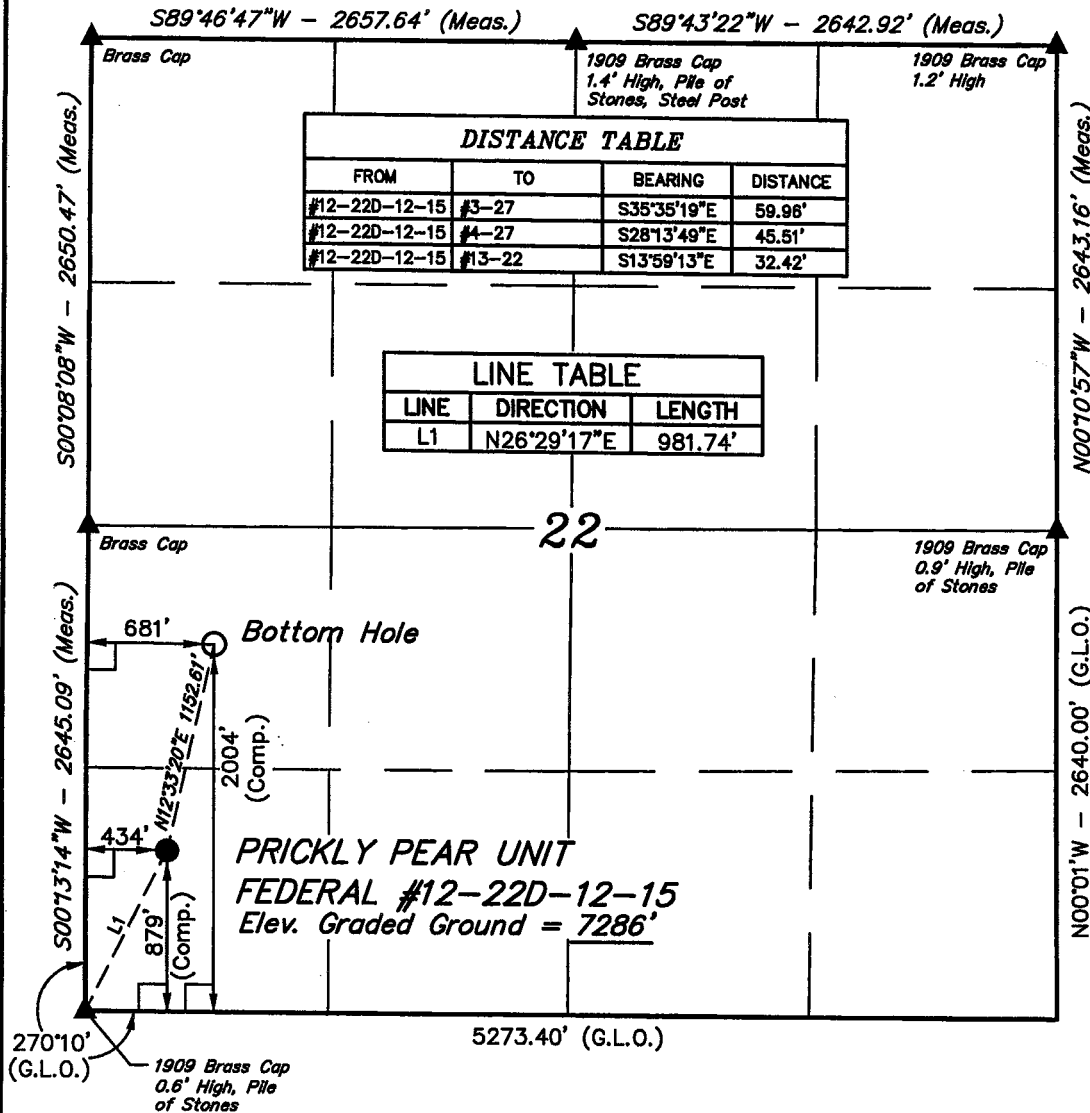 S89°46'47"W - 2657.64' (Meas.)
S89°43'22"W - 2642.92' (Meas.)
Brass Cap
1909 Brass Cap
1.4' High, Pile of
Stones, Steel Post
1909 Brass Cap
1.2' High
S00°08'08"W - 2650.47' (Meas.)
N00°10'57"W - 2643.16' (Meas.)
DISTANCE TABLE
FROM TO BEARING DISTANCE
#12-22D-12-15 #3-27 S35°35'19"E 59.96'
#12-22D-12-15 #4-27 S28°13'49"E 45.51'
#12-22D-12-15 #13-22 S13°59'13"E 32.42'
LINE TABLE
LINE DIRECTION LENGTH
L1 N26°29'17"E 981.74'
22
Brass Cap
1909 Brass Cap
0.9' High, Pile
of Stones
S00°13'14"W - 2645.09' (Meas.)
N00°01'W - 2640.00' (G.L.O.)
681'
Bottom Hole
N12°33'20"E 1152.61'
2004'
(Comp.)
434'
PRICKLY PEAR UNIT
FEDERAL #12-22D-12-15
Elev. Graded Ground = 7286'
L1
879'
(Comp.)
270°10'
(G.L.O.)
5273.40' (G.L.O.)
1909 Brass Cap
0.6' High, Pile
of Stones